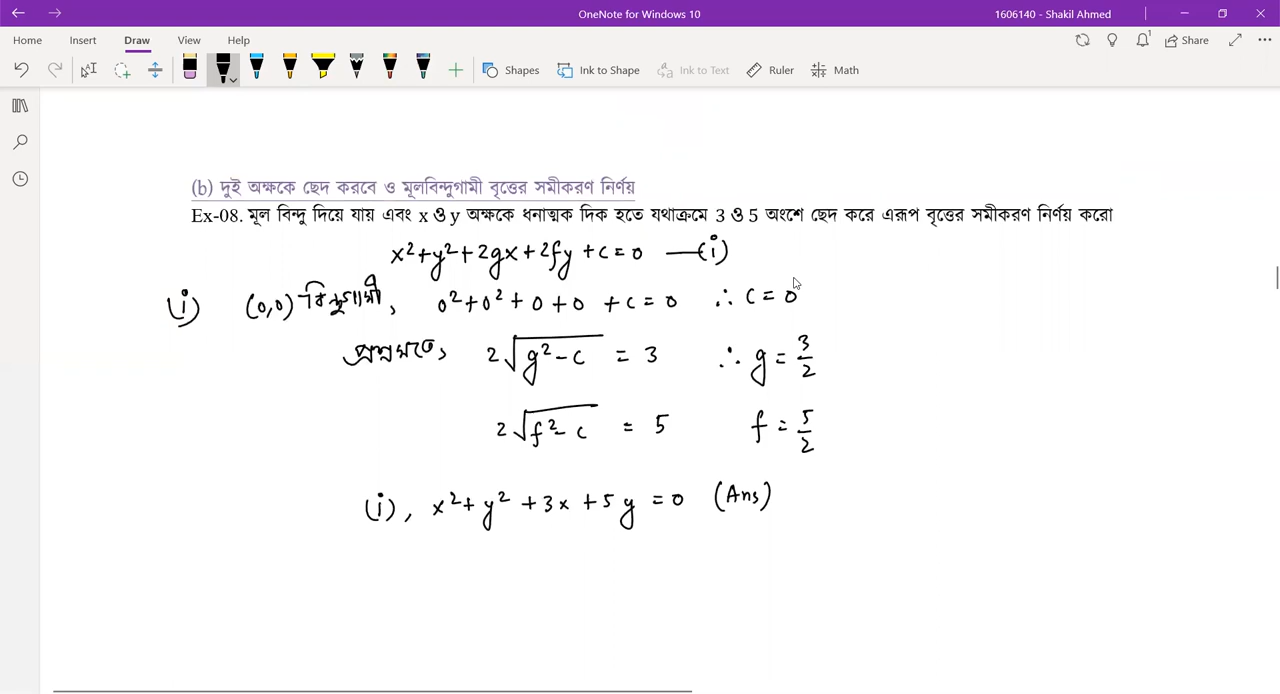 OneNote for Windows 10
1606140 - Shakil Ahmed
Home Insert Draw View Help
Share
Shapes Ink to Shape Ink to Text Ruler Math
(b) দুই অক্ষকে ছেদ করবে ও মূলবিন্দুগামী বৃত্তের সমীকরণ নির্ণয়
Ex-08. মূল বিন্দু দিয়ে যায় এবং x ও y অক্ষকে ধনাত্মক দিক হতে যথাক্রমে 3 ও 5 অংশে ছেদ করে এরূপ বৃত্তের সমীকরণ নির্ণয় করো
x²+y²+2gx+2fy+c=0 —(i)
(i) (0,0) বিন্দুগামী, 0²+0²+0+0+c=0 ∴ c=0
প্রশ্নমতে, 2√(g²-c) = 3 ∴ g = 3/2
2√(f²-c) = 5 f = 5/2
(i), x²+y²+3x+5y=0 (Ans)